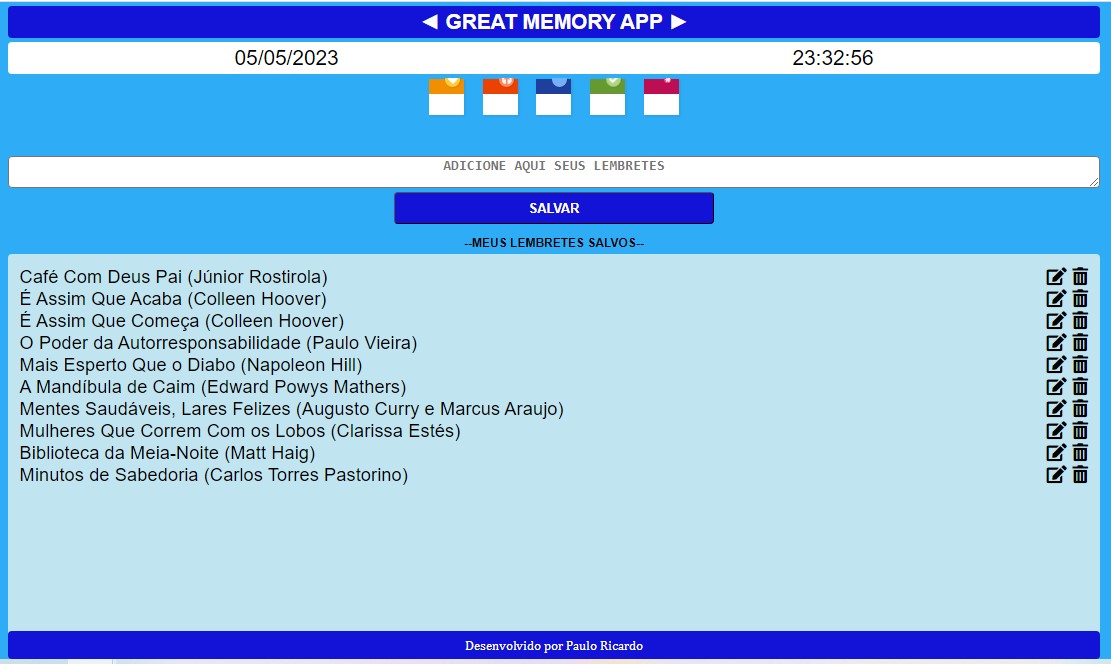 ◄ GREAT MEMORY APP ►
05/05/2023 23:32:56
ADICIONE AQUI SEUS LEMBRETES
SALVAR
--MEUS LEMBRETES SALVOS--
Café Com Deus Pai (Júnior Rostirola)
É Assim Que Acaba (Colleen Hoover)
É Assim Que Começa (Colleen Hoover)
O Poder da Autorresponsabilidade (Paulo Vieira)
Mais Esperto Que o Diabo (Napoleon Hill)
A Mandíbula de Caim (Edward Powys Mathers)
Mentes Saudáveis, Lares Felizes (Augusto Curry e Marcus Araujo)
Mulheres Que Correm Com os Lobos (Clarissa Estés)
Biblioteca da Meia-Noite (Matt Haig)
Minutos de Sabedoria (Carlos Torres Pastorino)
Desenvolvido por Paulo Ricardo